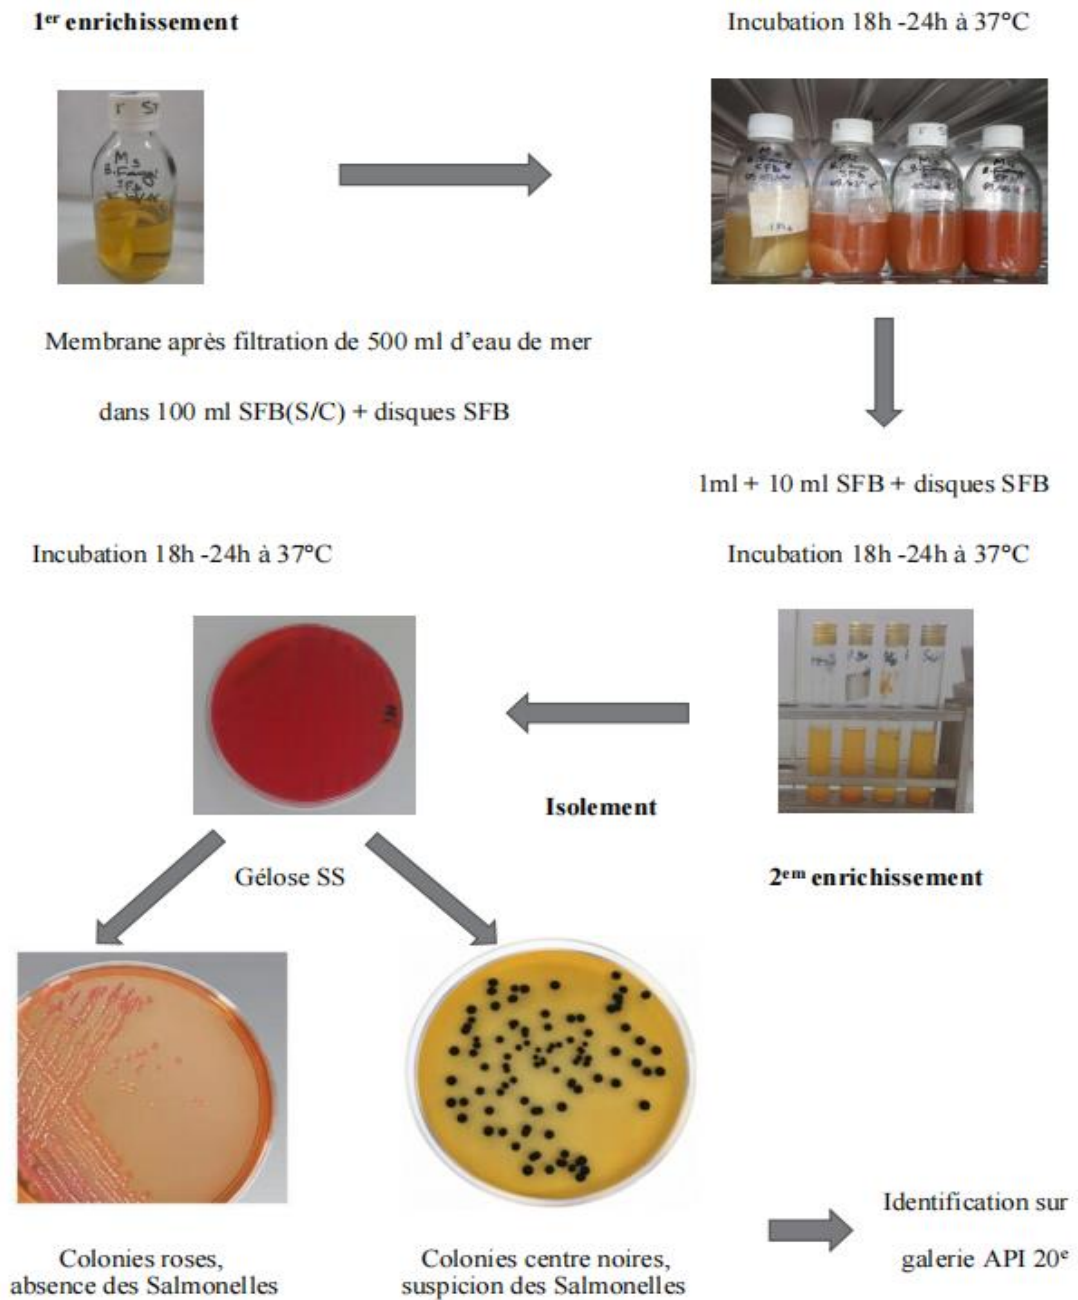 1er enrichissement
Incubation 18h -24h à 37°C
Membrane après filtration de 500 ml d'eau de mer
dans 100 ml SFB(S/C) + disques SFB
1ml + 10 ml SFB + disques SFB
Incubation 18h -24h à 37°C
Incubation 18h -24h à 37°C
Isolement
2em enrichissement
Gélose SS
Colonies roses,
absence des Salmonelles
Colonies centre noires,
suspicion des Salmonelles
Identification sur
galerie API 20e